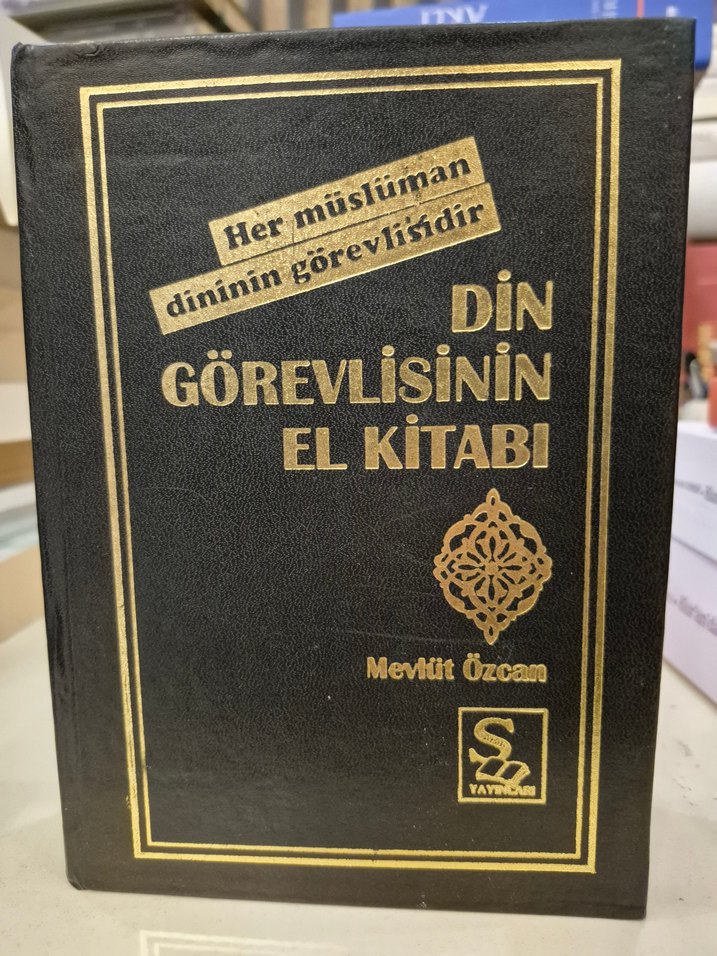 Her müslüman
dininin görevlisidir
DİN
GÖREVLİSİNİN
EL KİTABI
Mevlüt Özcan
S
YAYINLARI